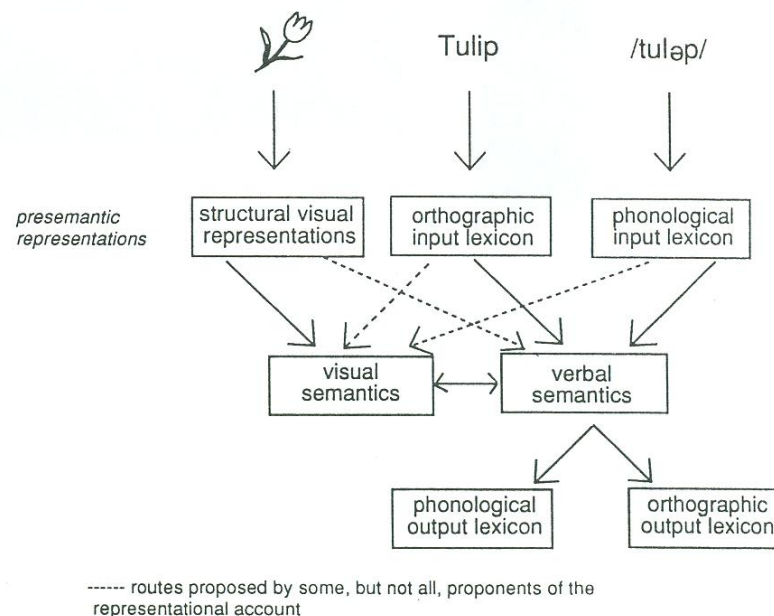 Tulip
/tuləp/
presemantic
representations
structural visual
representations
orthographic
input lexicon
phonological
input lexicon
visual
semantics
verbal
semantics
phonological
output lexicon
orthographic
output lexicon
------ routes proposed by some, but not all, proponents of the
representational account